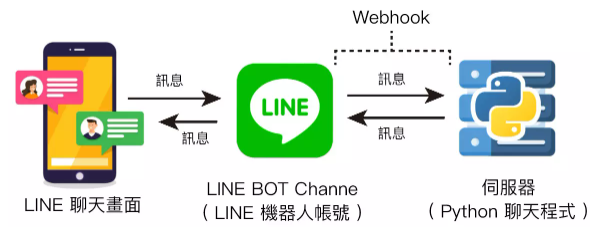 Webhook
訊息
訊息
LINE
訊息
訊息
LINE 聊天畫面
LINE BOT Channe
（ LINE 機器人帳號 ）
伺服器
（ Python 聊天程式 ）